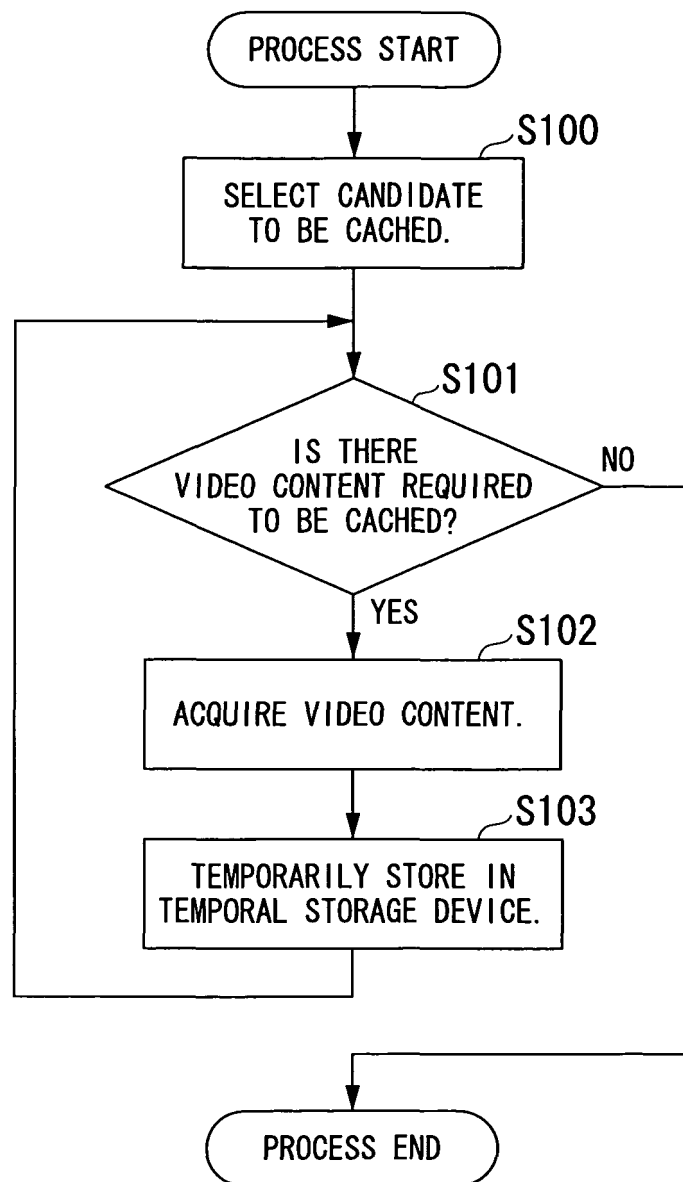 PROCESS START
S100
SELECT CANDIDATE
TO BE CACHED.
S101
IS THERE
VIDEO CONTENT REQUIRED
TO BE CACHED?
NO
YES
S102
ACQUIRE VIDEO CONTENT.
S103
TEMPORARILY STORE IN
TEMPORAL STORAGE DEVICE.
PROCESS END